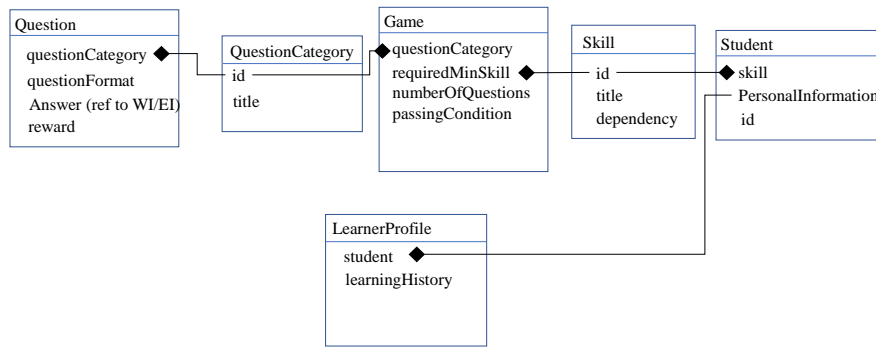 Question
questionCategory
questionFormat
Answer (ref to WI/EI)
reward
QuestionCategory
id
title
Game
questionCategory
requiredMinSkill
numberOfQuestions
passingCondition
Skill
id
title
dependency
Student
skill
PersonalInformation
id
LearnerProfile
student
learningHistory